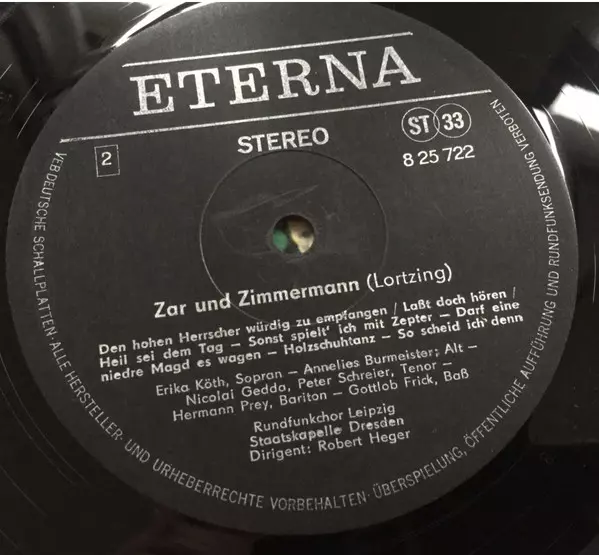 ETERNA
STEREO
ST 33
2
8 25 722
Zar und Zimmermann (Lortzing)
Den hohen Herrscher würdig zu empfangen / Laßt doch hören /
Heil sei dem Tag – Sonst spielt' ich mit Zepter – Darf eine
niedre Magd es wagen – Holzschuhtanz – So scheid ich denn
Erika Köth, Sopran – Annelies Burmeister, Alt –
Nicolai Gedda, Peter Schreier, Tenor –
Hermann Prey, Bariton – Gottlob Frick, Baß
Rundfunkchor Leipzig
Staatskapelle Dresden
Dirigent: Robert Heger
VEB DEUTSCHE SCHALLPLATTEN · ALLE HERSTELLER- UND URHEBERRECHTE VORBEHALTEN · ÜBERSPIELUNG, ÖFFENTLICHE AUFFÜHRUNG UND RUNDFUNKSENDUNG VERBOTEN